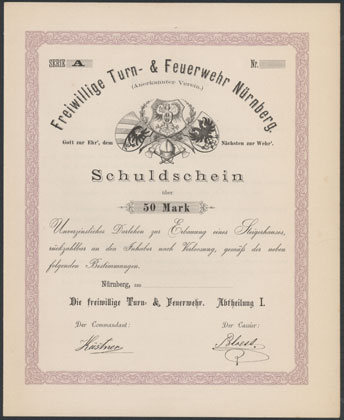 SERIE A Nr.
Freiwillige Turn- & Feuerwehr Nürnberg.
(Anerkannter Verein.)
Gott zur Ehr', dem Nächsten zur Wehr'.
Schuldschein
über
50 Mark
Unverzinsliches Darlehen zur Erbauung eines Steigerhauses,
rückzahlbar an den Inhaber nach Verloosung, gemäß der neben
folgenden Bestimmungen.
Nürnberg, am
Die freiwillige Turn- & Feuerwehr. Abtheilung I.
Der Commandant: Der Cassier: